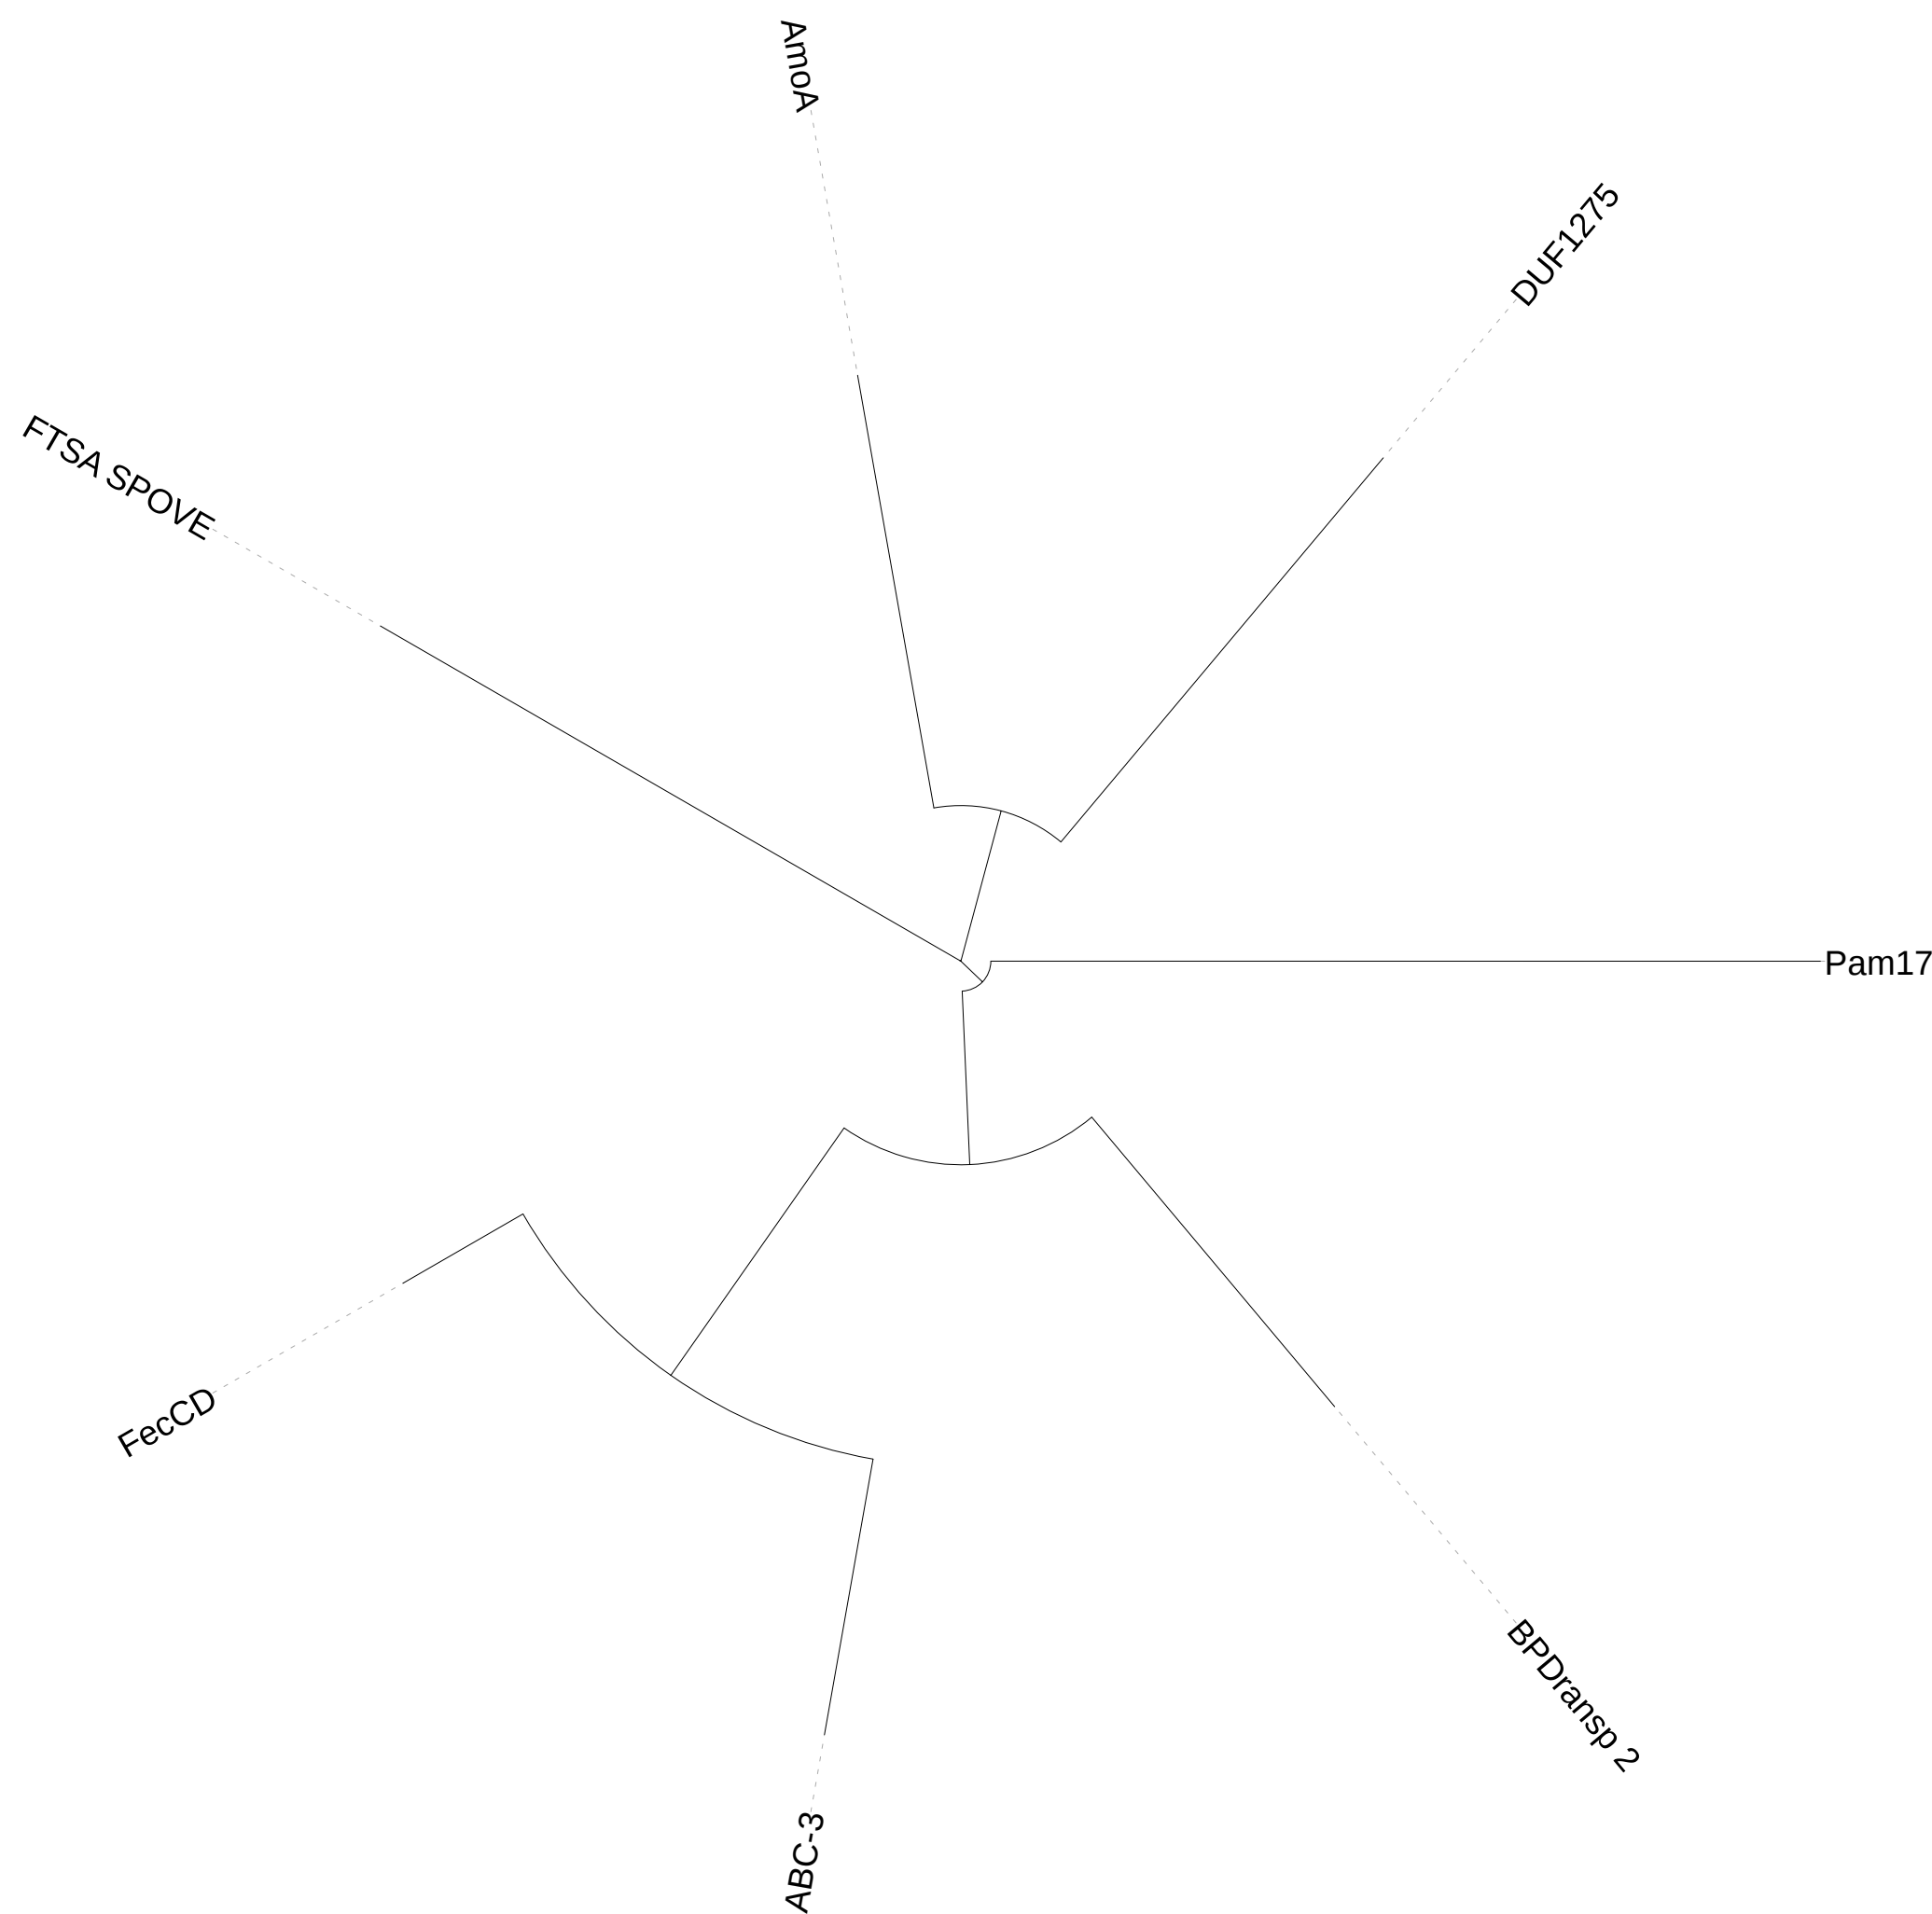 AmoA
DUF1275
FTSA SPOVE
Pam17
FecCD
BPDransp 2
ABC-3